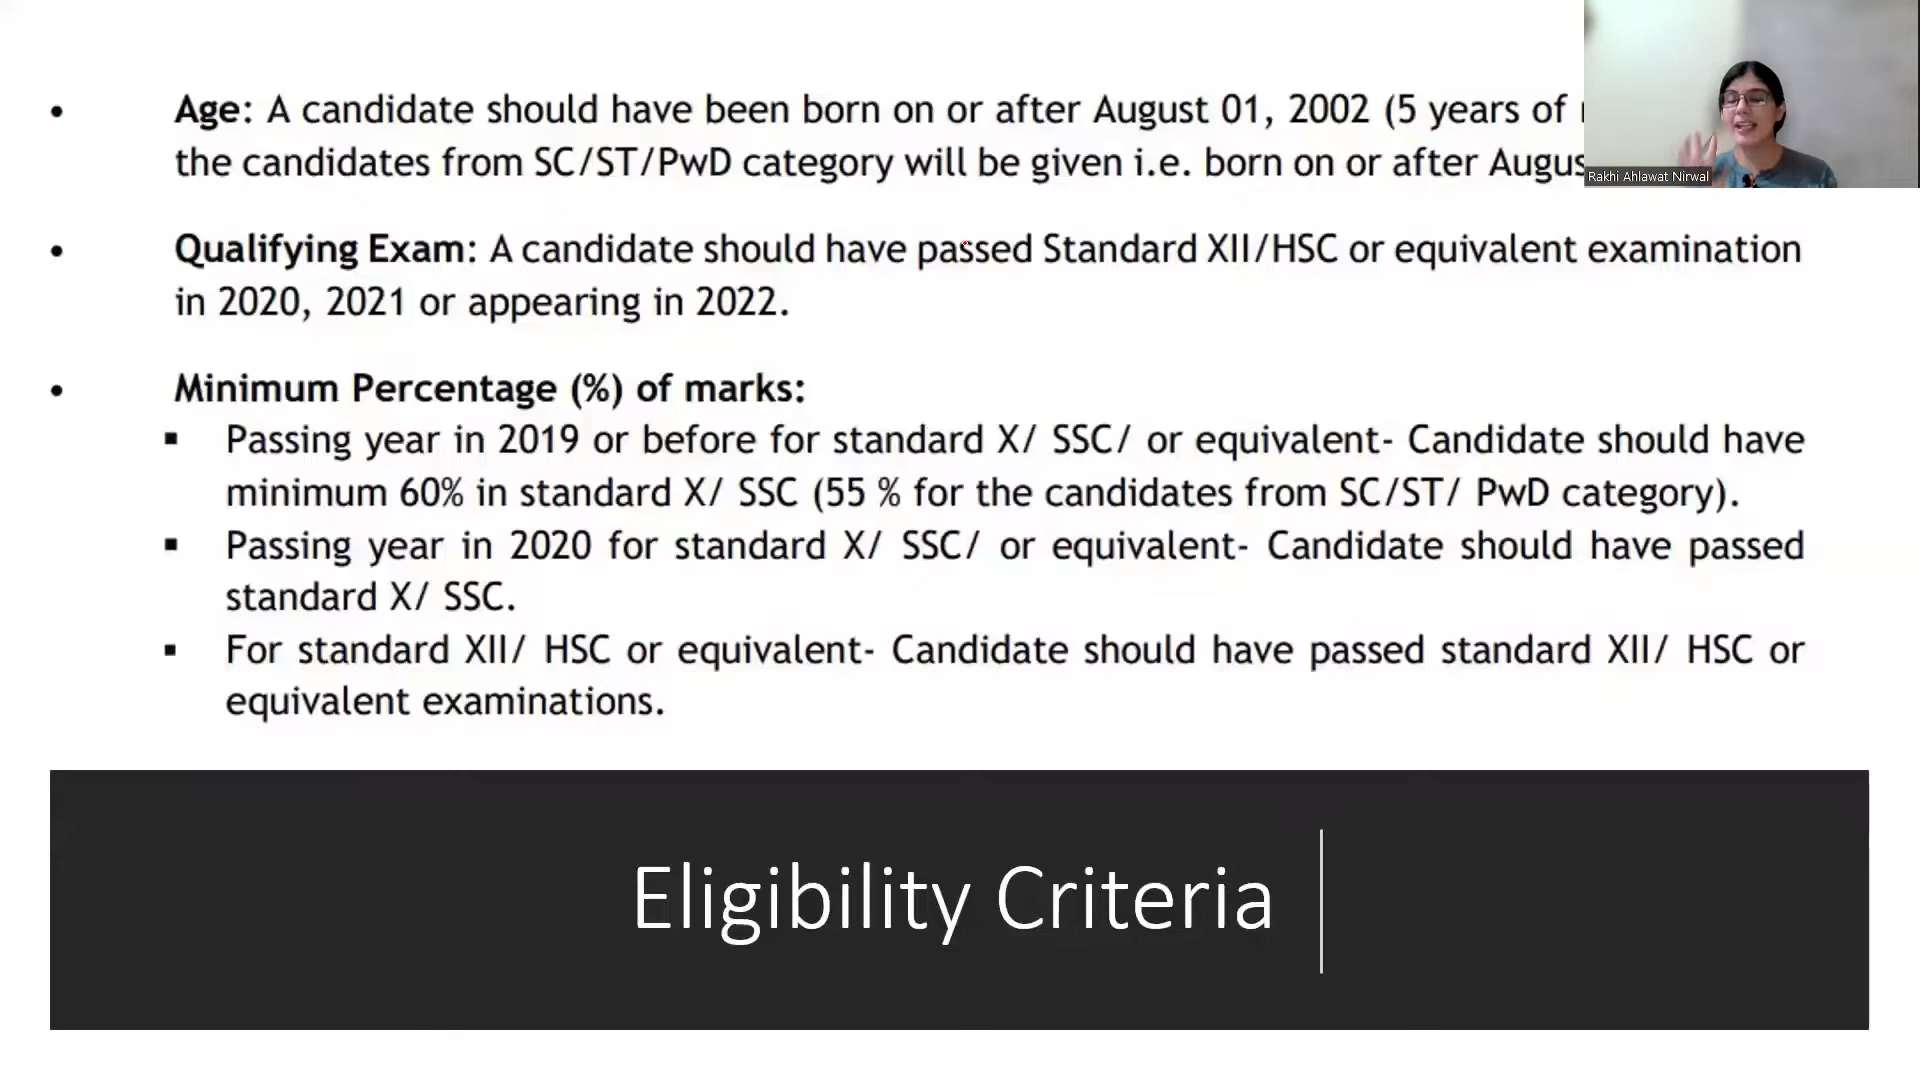 • Age: A candidate should have been born on or after August 01, 2002 (5 years of
the candidates from SC/ST/PwD category will be given i.e. born on or after Augus
Rakhi Ahlawat Nirwal
• Qualifying Exam: A candidate should have passed Standard XII/HSC or equivalent examination
in 2020, 2021 or appearing in 2022.
• Minimum Percentage (%) of marks:
▪ Passing year in 2019 or before for standard X/ SSC/ or equivalent- Candidate should have
minimum 60% in standard X/ SSC (55 % for the candidates from SC/ST/ PwD category).
▪ Passing year in 2020 for standard X/ SSC/ or equivalent- Candidate should have passed
standard X/ SSC.
▪ For standard XII/ HSC or equivalent- Candidate should have passed standard XII/ HSC or
equivalent examinations.
Eligibility Criteria